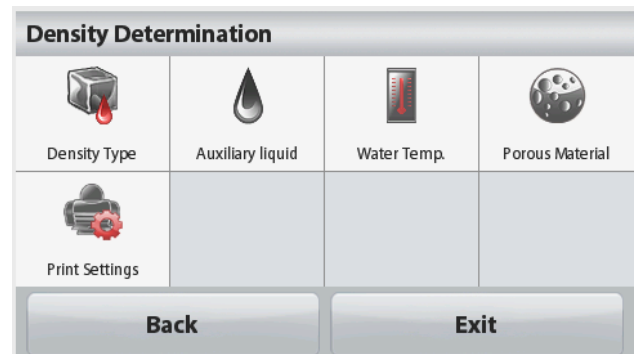 Density Determination
Density Type
Auxiliary liquid
Water Temp.
Porous Material
Print Settings
Back
Exit